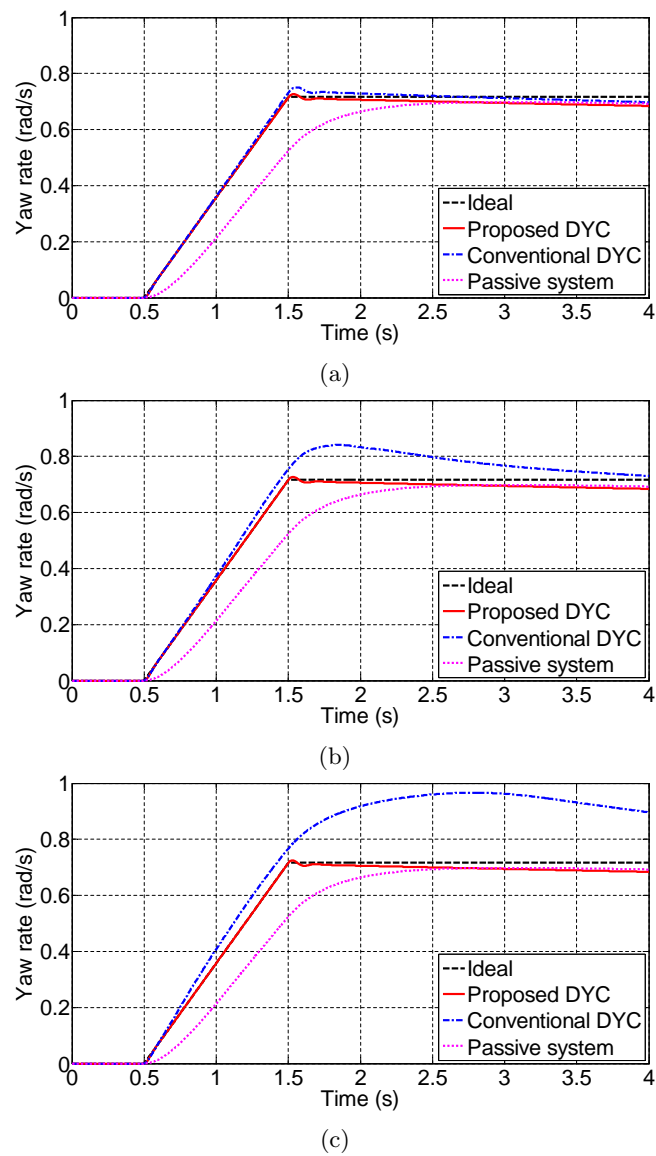 1
0.8
0.6
0.4
0.2
0
Yaw rate (rad/s)
Ideal
Proposed DYC
Conventional DYC
Passive system
0 0.5 1 1.5 2 2.5 3 3.5 4
Time (s)
(a)
1
0.8
0.6
0.4
0.2
0
Yaw rate (rad/s)
Ideal
Proposed DYC
Conventional DYC
Passive system
0 0.5 1 1.5 2 2.5 3 3.5 4
Time (s)
(b)
1
0.8
0.6
0.4
0.2
0
Yaw rate (rad/s)
Ideal
Proposed DYC
Conventional DYC
Passive system
0 0.5 1 1.5 2 2.5 3 3.5 4
Time (s)
(c)